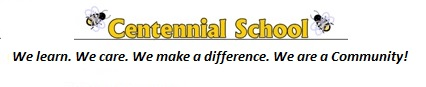 Centennial School
We learn. We care. We make a difference. We are a Community!